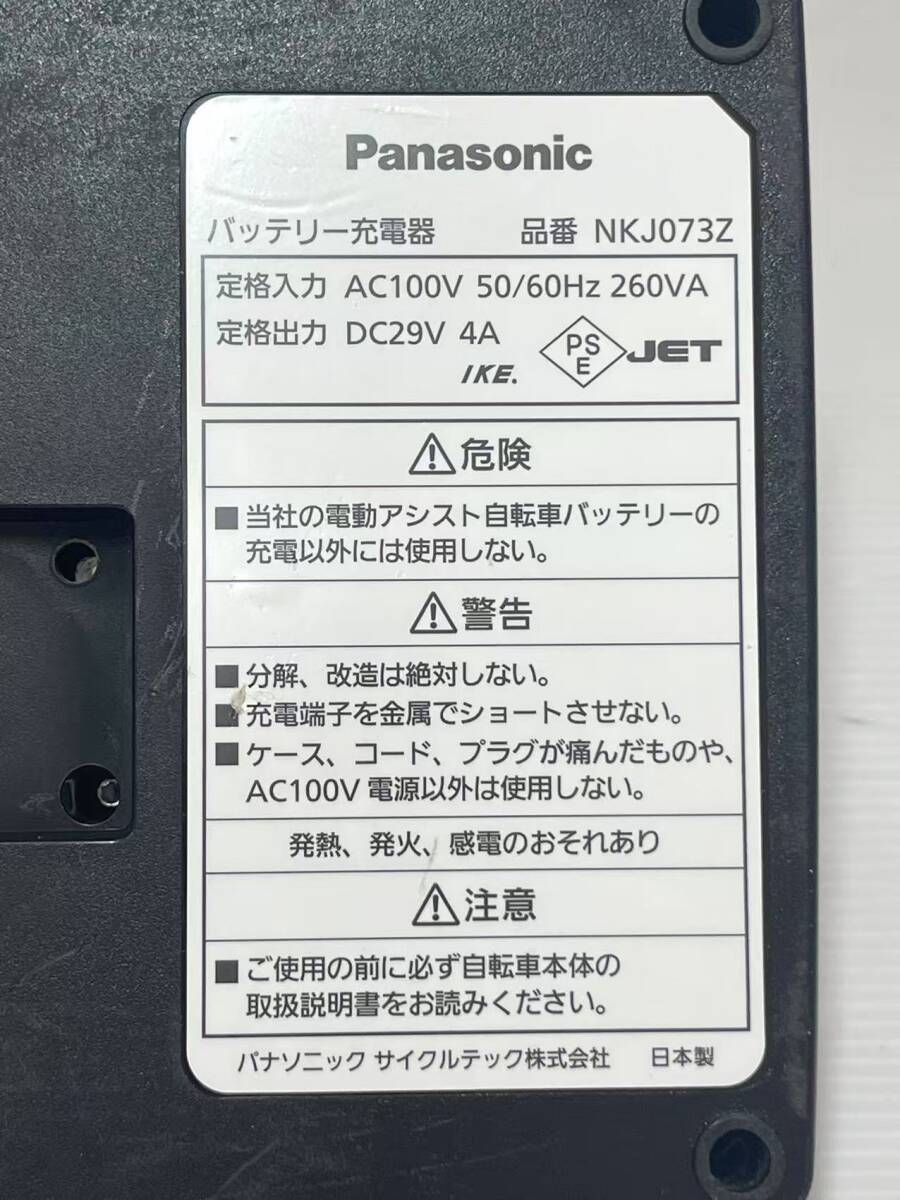 Panasonic
バッテリー充電器 品番 NKJ073Z
定格入力 AC100V 50/60Hz 260VA
定格出力 DC29V 4A
IKE. PSE JET
危険
■当社の電動アシスト自転車バッテリーの
充電以外には使用しない。
警告
■分解、改造は絶対しない。
■充電端子を金属でショートさせない。
■ケース、コード、プラグが痛んだものや、
AC100V 電源以外は使用しない。
発熱、発火、感電のおそれあり
注意
■ご使用の前に必ず自転車本体の
取扱説明書をお読みください。
パナソニック サイクルテック株式会社 日本製